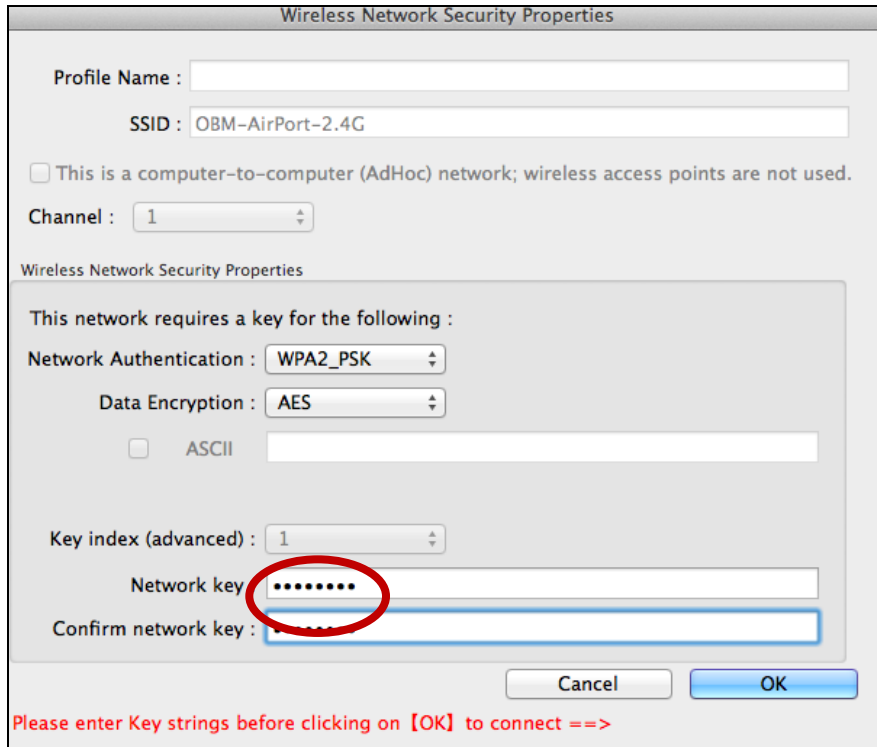 Wireless Network Security Properties
Profile Name :
SSID : OBM-AirPort-2.4G
This is a computer-to-computer (AdHoc) network; wireless access points are not used.
Channel : 1
Wireless Network Security Properties
This network requires a key for the following :
Network Authentication : WPA2_PSK
Data Encryption : AES
ASCII
Key index (advanced) : 1
Network key ••••••••
Confirm network key : ••••••••
Cancel OK
Please enter Key strings before clicking on【OK】to connect ==>